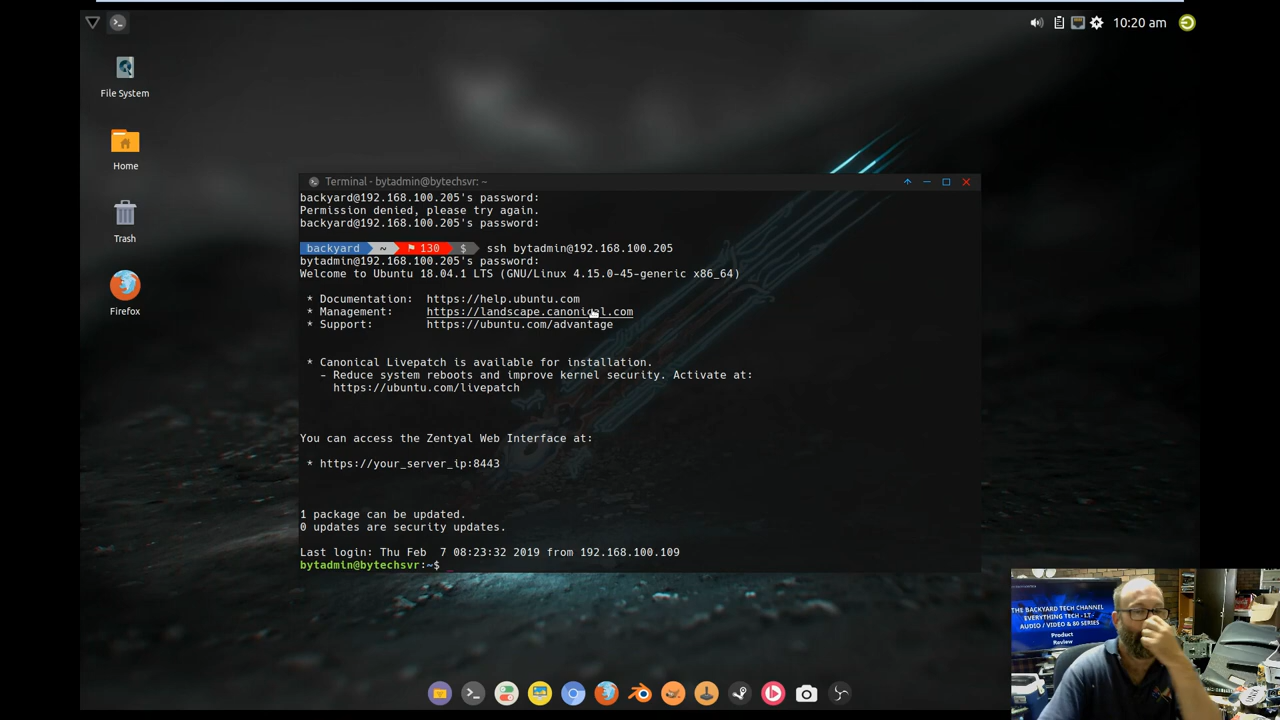 10:20 am
File System
Home
Trash
Firefox
Terminal - bytadmin@bytechsvr: ~
backyard@192.168.100.205's password:
Permission denied, please try again.
backyard@192.168.100.205's password:
backyard ~ 130 $ ssh bytadmin@192.168.100.205
bytadmin@192.168.100.205's password:
Welcome to Ubuntu 18.04.1 LTS (GNU/Linux 4.15.0-45-generic x86_64)
* Documentation: https://help.ubuntu.com
* Management: https://landscape.canonical.com
* Support: https://ubuntu.com/advantage
* Canonical Livepatch is available for installation.
- Reduce system reboots and improve kernel security. Activate at:
https://ubuntu.com/livepatch
You can access the Zentyal Web Interface at:
* https://your_server_ip:8443
1 package can be updated.
0 updates are security updates.
Last login: Thu Feb 7 08:23:32 2019 from 192.168.100.109
bytadmin@bytechsvr:~$ _
THE BACKYARD TECH CHANNEL
EVERYTHING TECH - I.T -
AUDIO / VIDEO & 80 SERIES
Product
Review